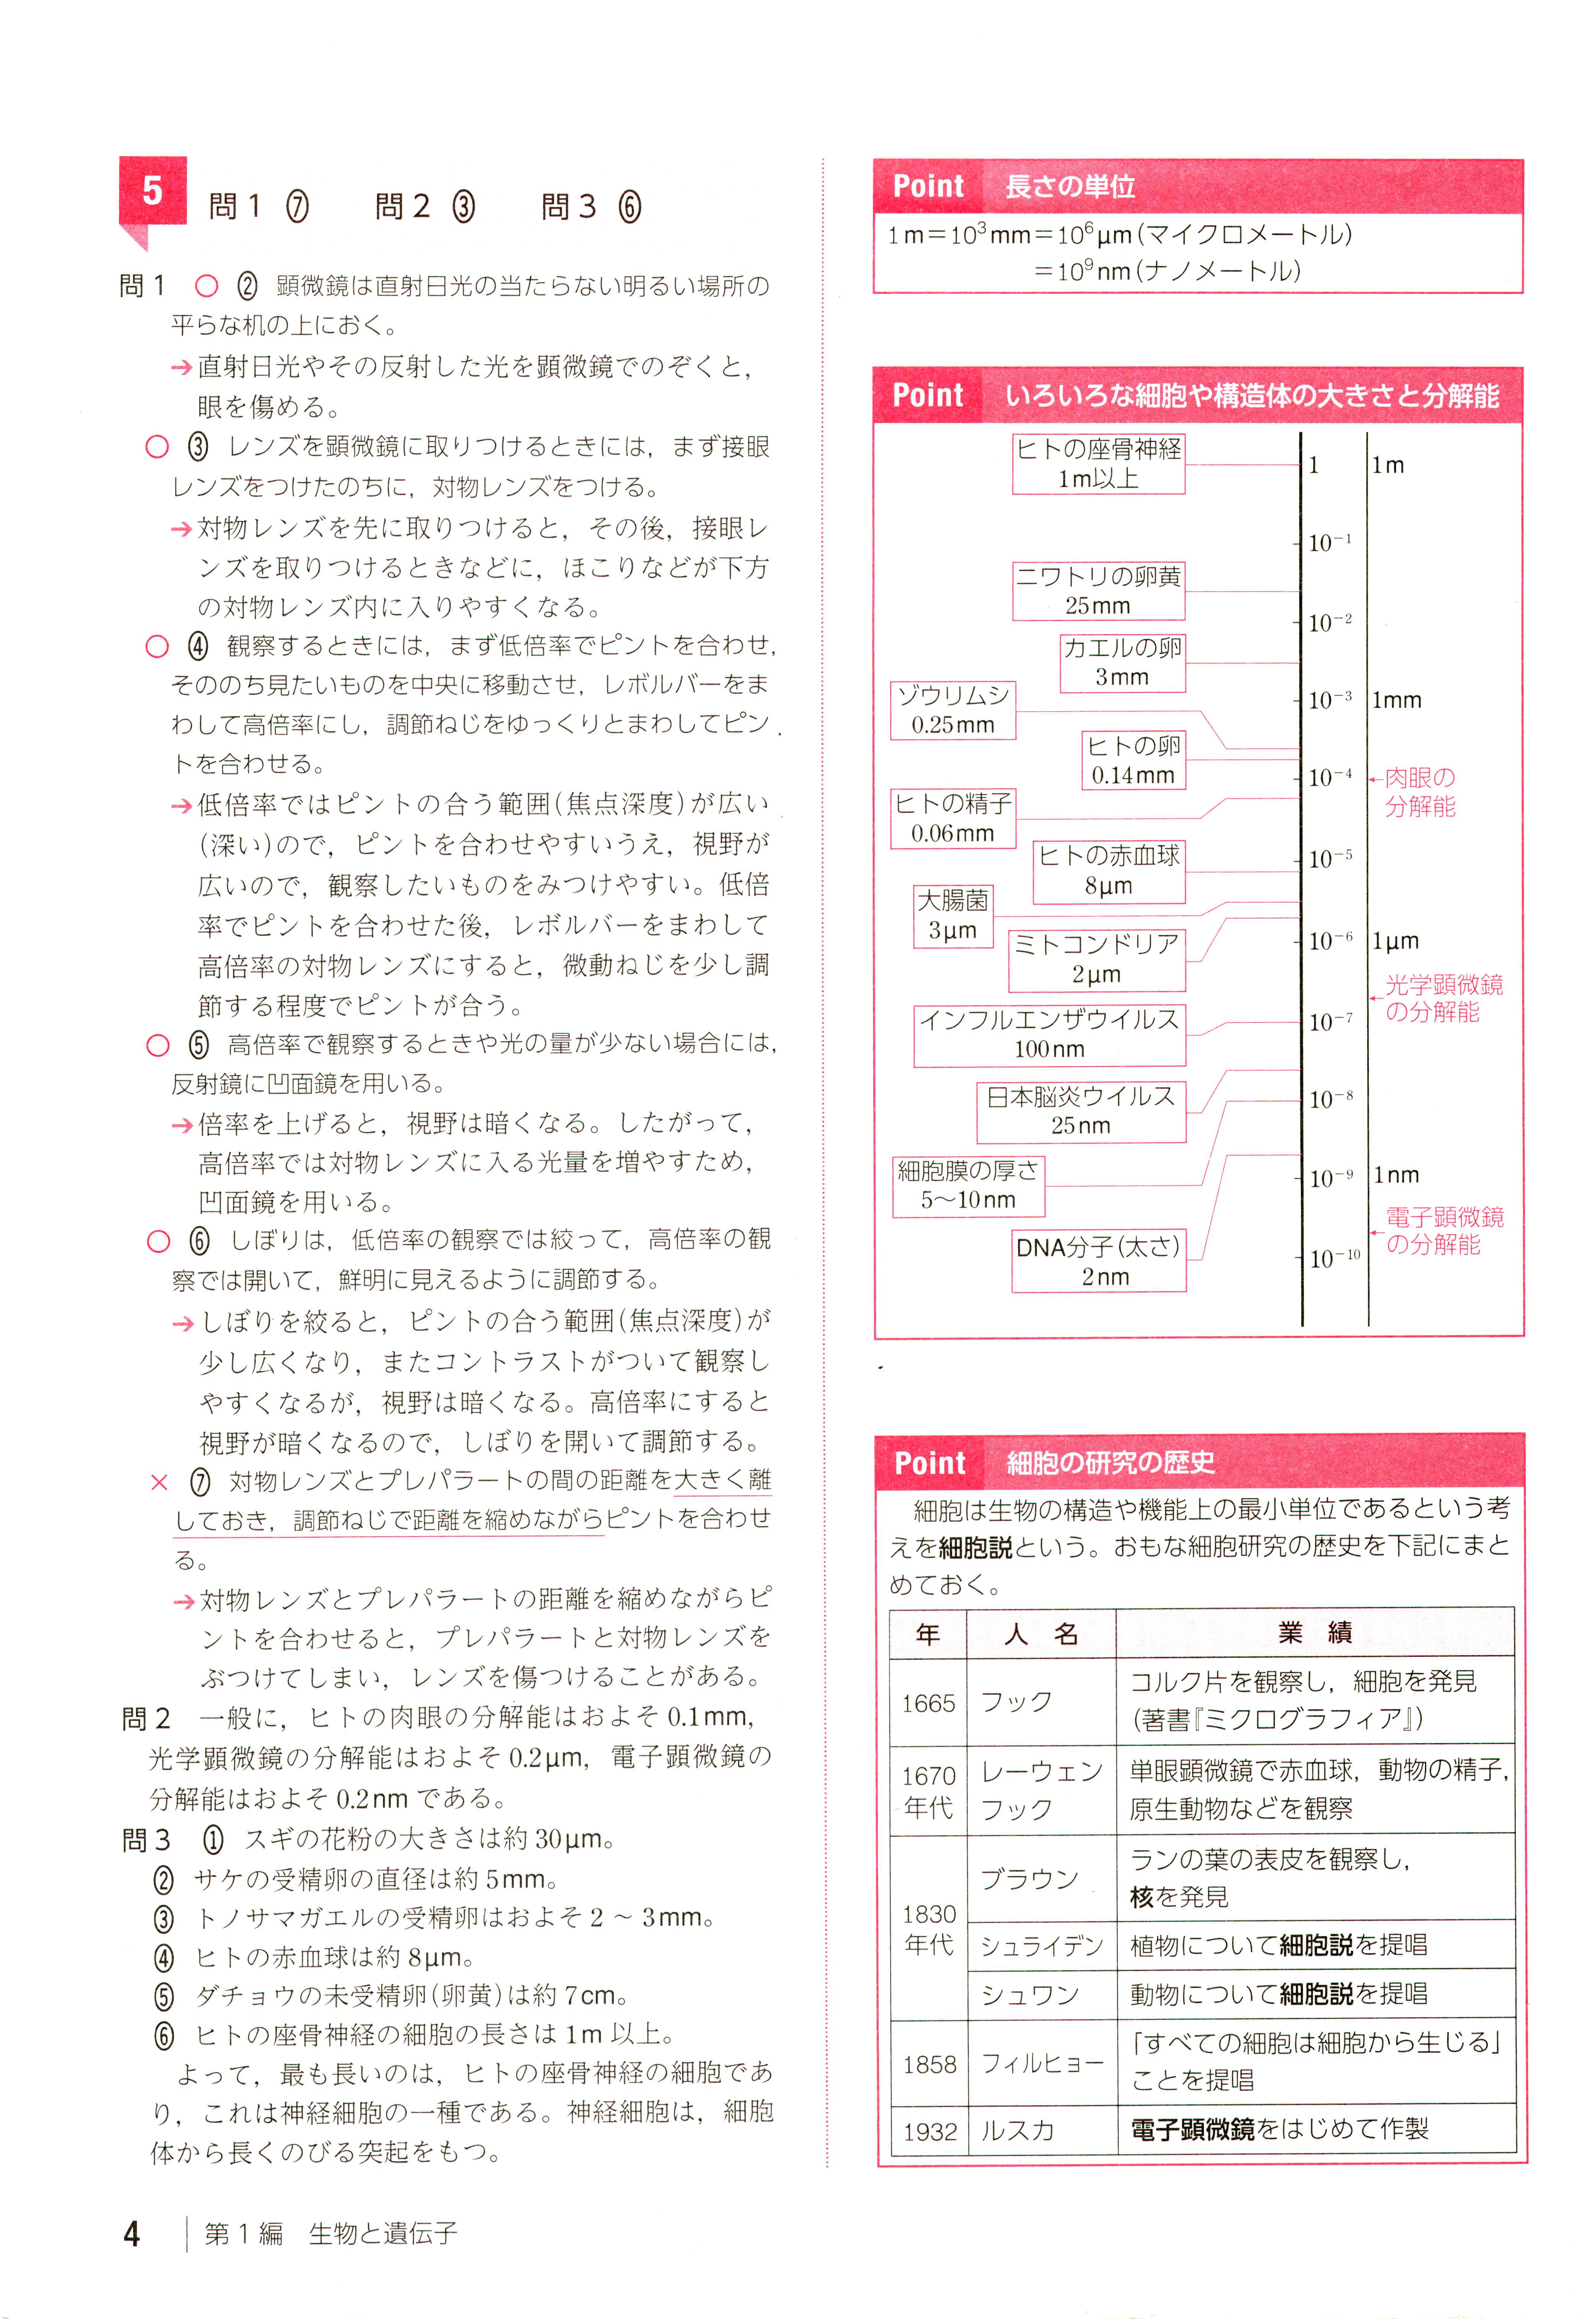 5
問1 ⑦ 問2 ③ 問3 ⑥
問1 ○ ② 顕微鏡は直射日光の当たらない明るい場所の
平らな机の上におく。
→直射日光やその反射した光を顕微鏡でのぞくと,
眼を傷める。
○ ③ レンズを顕微鏡に取りつけるときには,まず接眼
レンズをつけたのちに,対物レンズをつける。
→対物レンズを先に取りつけると,その後,接眼レ
ンズを取りつけるときなどに,ほこりなどが下方
の対物レンズ内に入りやすくなる。
○ ④ 観察するときには,まず低倍率でピントを合わせ,
そののち見たいものを中央に移動させ,レボルバーをま
わして高倍率にし,調節ねじをゆっくりとまわしてピン
トを合わせる。
→低倍率ではピントの合う範囲(焦点深度)が広い
(深い)ので,ピントを合わせやすいうえ,視野が
広いので,観察したいものをみつけやすい。低倍
率でピントを合わせた後,レボルバーをまわして
高倍率の対物レンズにすると,微動ねじを少し調
節する程度でピントが合う。
○ ⑤ 高倍率で観察するときや光の量が少ない場合には,
反射鏡に凹面鏡を用いる。
→倍率を上げると,視野は暗くなる。したがって,
高倍率では対物レンズに入る光量を増やすため,
凹面鏡を用いる。
○ ⑥ しぼりは,低倍率の観察では絞って,高倍率の観
察では開いて,鮮明に見えるように調節する。
→しぼりを絞ると,ピントの合う範囲(焦点深度)が
少し広くなり,またコントラストがついて観察し
やすくなるが,視野は暗くなる。高倍率にすると
視野が暗くなるので,しぼりを開いて調節する。
× ⑦ 対物レンズとプレパラートの間の距離を大きく離
しておき,調節ねじで距離を縮めながらピントを合わせ
る。
→対物レンズとプレパラートの距離を縮めながらピ
ントを合わせると,プレパラートと対物レンズを
ぶつけてしまい,レンズを傷つけることがある。
問2 一般に,ヒトの肉眼の分解能はおよそ0.1mm,
光学顕微鏡の分解能はおよそ0.2μm,電子顕微鏡の
分解能はおよそ0.2nmである。
問3 ① スギの花粉の大きさは約30μm。
② サケの受精卵の直径は約5mm。
③ トノサマガエルの受精卵はおよそ2~3mm。
④ ヒトの赤血球は約8μm。
⑤ ダチョウの未受精卵(卵黄)は約7cm。
⑥ ヒトの座骨神経の細胞の長さは1m以上。
よって,最も長いのは,ヒトの座骨神経の細胞であ
り,これは神経細胞の一種である。神経細胞は,細胞
体から長くのびる突起をもつ。
Point 長さの単位
1m=10³mm=10⁶μm(マイクロメートル)
=10⁹nm(ナノメートル)
Point いろいろな細胞や構造体の大きさと分解能
ヒトの座骨神経
1m以上
1 1m
10⁻¹
ニワトリの卵黄
25mm
10⁻²
カエルの卵
3mm
ゾウリムシ
0.25mm
10⁻³ 1mm
ヒトの卵
0.14mm
10⁻⁴ ←肉眼の
分解能
ヒトの精子
0.06mm
ヒトの赤血球
8μm
10⁻⁵
大腸菌
3μm
ミトコンドリア
2μm
10⁻⁶ 1μm
←光学顕微鏡
の分解能
インフルエンザウイルス
100nm
10⁻⁷
日本脳炎ウイルス
25nm
10⁻⁸
細胞膜の厚さ
5~10nm
10⁻⁹ 1nm
←電子顕微鏡
の分解能
DNA分子(太さ)
2nm
10⁻¹⁰
Point 細胞の研究の歴史
細胞は生物の構造や機能上の最小単位であるという考
えを細胞説という。おもな細胞研究の歴史を下記にまと
めておく。
年 人名 業績
1665 フック コルク片を観察し,細胞を発見
(著書『ミクログラフィア』)
1670 レーウェン 単眼顕微鏡で赤血球,動物の精子,
年代 フック 原生動物などを観察
1830
年代
ブラウン ランの葉の表皮を観察し,
核を発見
シュライデン 植物について細胞説を提唱
シュワン 動物について細胞説を提唱
1858 フィルヒョー 「すべての細胞は細胞から生じる」
ことを提唱
1932 ルスカ 電子顕微鏡をはじめて作製
4 第1編 生物と遺伝子